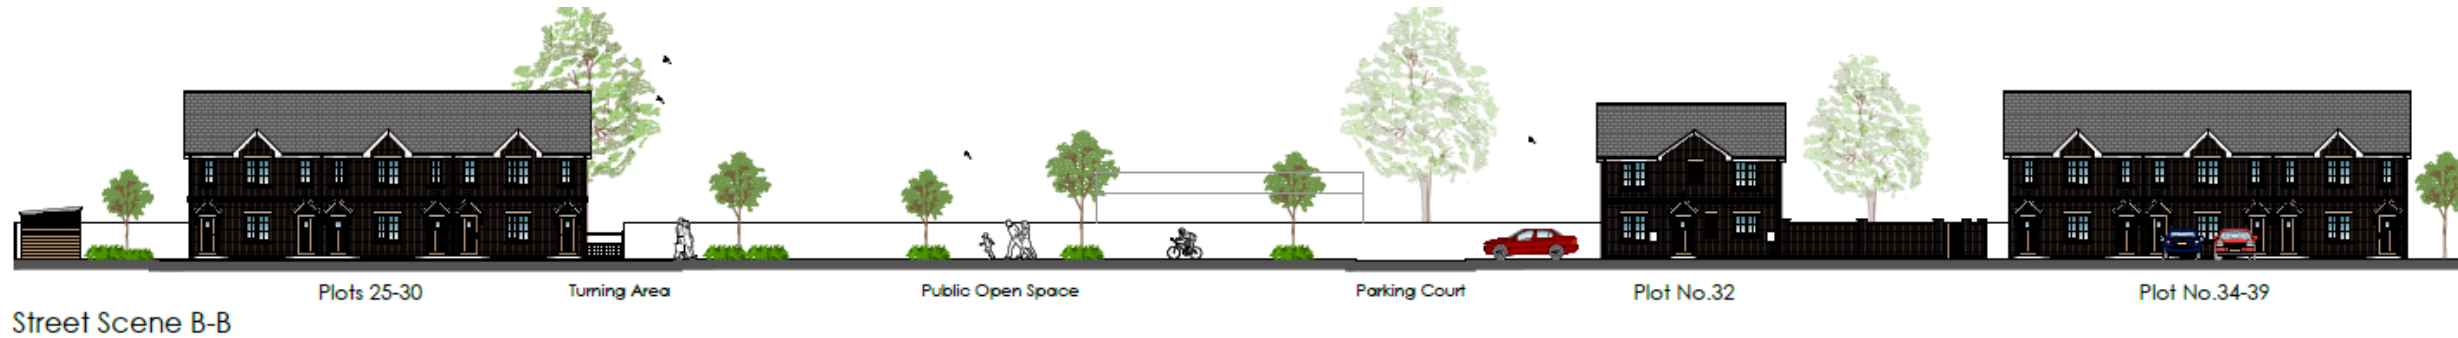 Plots 25-30
Turning Area
Public Open Space
Parking Court
Plot No.32
Plot No.34-39
Street Scene B-B